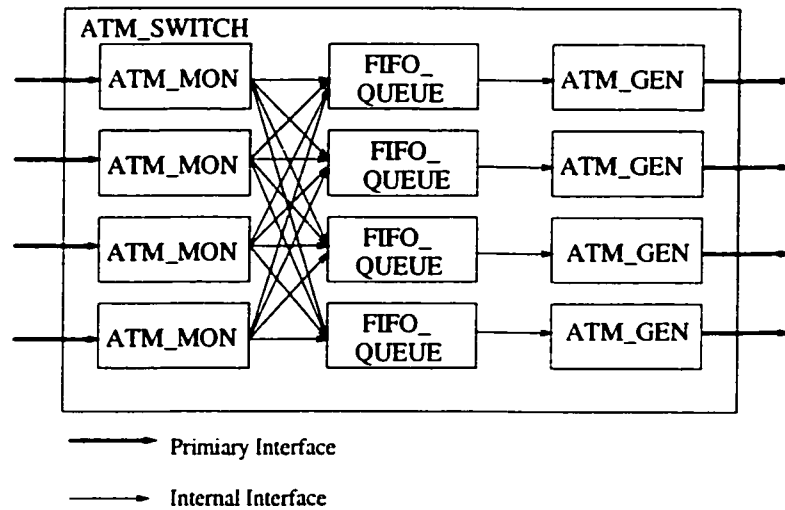 ATM_SWITCH
ATM_MON
FIFO_
QUEUE
ATM_GEN
ATM_MON
FIFO_
QUEUE
ATM_GEN
ATM_MON
FIFO_
QUEUE
ATM_GEN
ATM_MON
FIFO_
QUEUE
ATM_GEN
Primiary Interface
Internal Interface